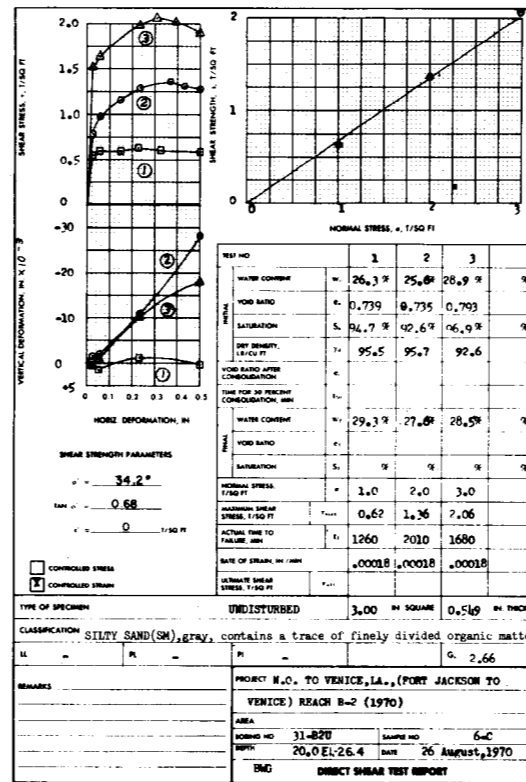 SHEAR STRESS, τ, T/SQ FT
2.0
1.5
1.0
0.5
0
③
②
①
SHEAR STRENGTH, s, T/SQ FT
2
1
0
0 1 2 3
NORMAL STRESS, σ, T/SQ FT
VERTICAL DEFORMATION, IN × 10⁻³
-30
-20
-10
0
+5
②
③
①
0 0.1 0.2 0.3 0.4 0.5
HORIZ. DEFORMATION, IN
SHEAR STRENGTH PARAMETERS
ø' = 34.2°
TAN ø' = 0.68
c' = 0 T/SQ FT
CONTROLLED STRESS
CONTROLLED STRAIN
TEST NO 1 2 3
INITIAL
WATER CONTENT 26.3 % 25.6% 28.9 % %
VOID RATIO 0.739 0.735 0.793
SATURATION 94.7 % 92.6% 96.9% %
DRY DENSITY, LB/CU FT 95.5 95.7 92.6
VOID RATIO AFTER CONSOLIDATION
TIME FOR 50 PERCENT CONSOLIDATION, MIN
FINAL
WATER CONTENT 29.3 % 27.6% 28.5% %
VOID RATIO
SATURATION % % % %
NORMAL STRESS, T/SQ FT σ 1.0 2.0 3.0
MAXIMUM SHEAR STRESS, T/SQ FT 0.62 1.36 2.06
ACTUAL TIME TO FAILURE, MIN 1260 2010 1680
RATE OF STRAIN, IN/MIN .00018 .00018 .00018
ULTIMATE SHEAR STRESS, T/SQ FT
TYPE OF SPECIMEN UNDISTURBED 3.00 IN SQUARE 0.549 IN. THICK
CLASSIFICATION SILTY SAND(SM),gray, contains a trace of finely divided organic matte
LL - PL - PI - G. 2.66
REMARKS
PROJECT N.O. TO VENICE,LA.,(FORT JACKSON TO
VENICE) REACH B-2 (1970)
AREA
BORING NO 31-B2U SAMPLE NO 6-C
DEPTH 20.0 EL-26.4 DATE 26 August,1970
BMG DIRECT SHEAR TEST REPORT